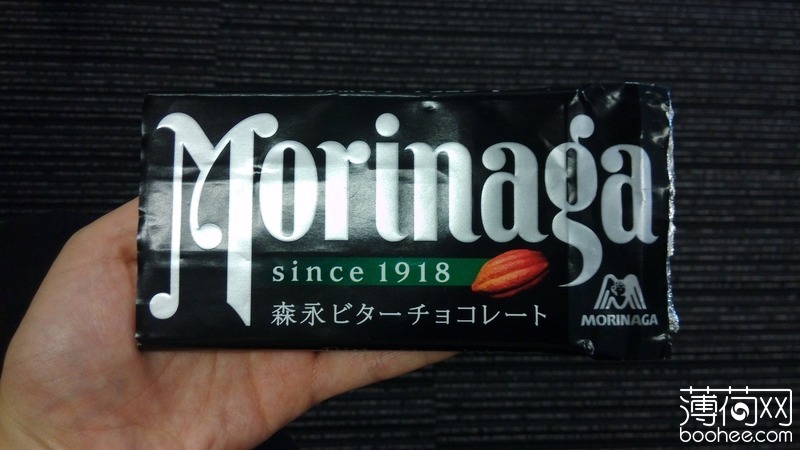 Morinaga
since 1918
森永ビターチョコレート
MORINAGA
薄荷网
boohee.com